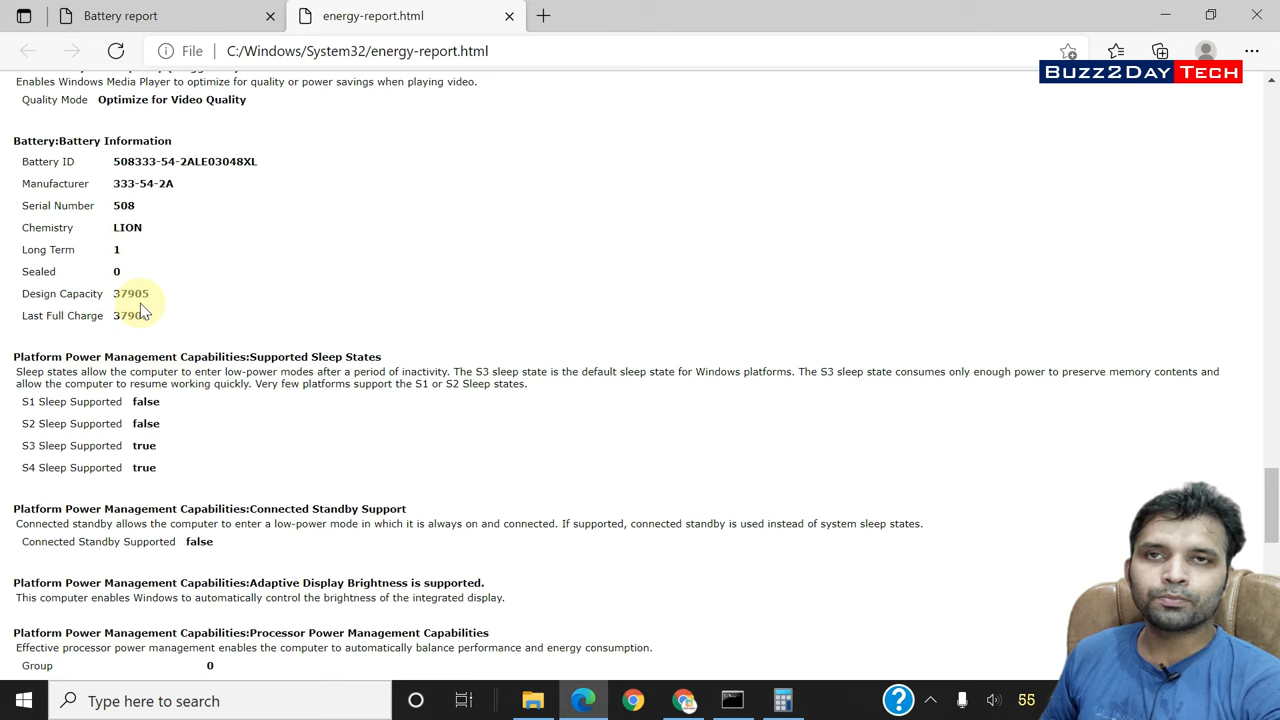 Battery report
energy-report.html
File C:/Windows/System32/energy-report.html
Buzz2Day Tech
Enables Windows Media Player to optimize for quality or power savings when playing video.
Quality Mode Optimize for Video Quality
Battery:Battery Information
Battery ID 508333-54-2ALE03048XL
Manufacturer 333-54-2A
Serial Number 508
Chemistry LION
Long Term 1
Sealed 0
Design Capacity 37905
Last Full Charge
Platform Power Management Capabilities:Supported Sleep States
Sleep states allow the computer to enter low-power modes after a period of inactivity. The S3 sleep state is the default sleep state for Windows platforms. The S3 sleep state consumes only enough power to preserve memory contents and
allow the computer to resume working quickly. Very few platforms support the S1 or S2 Sleep states.
S1 Sleep Supported false
S2 Sleep Supported false
S3 Sleep Supported true
S4 Sleep Supported true
Platform Power Management Capabilities:Connected Standby Support
Connected standby allows the computer to enter a low-power mode in which it is always on and connected. If supported, connected standby is used instead of system sleep states.
Connected Standby Supported false
Platform Power Management Capabilities:Adaptive Display Brightness is supported.
This computer enables Windows to automatically control the brightness of the integrated display.
Platform Power Management Capabilities:Processor Power Management Capabilities
Effective processor power management enables the computer to automatically balance performance and energy consumption.
Group 0
Type here to search
55